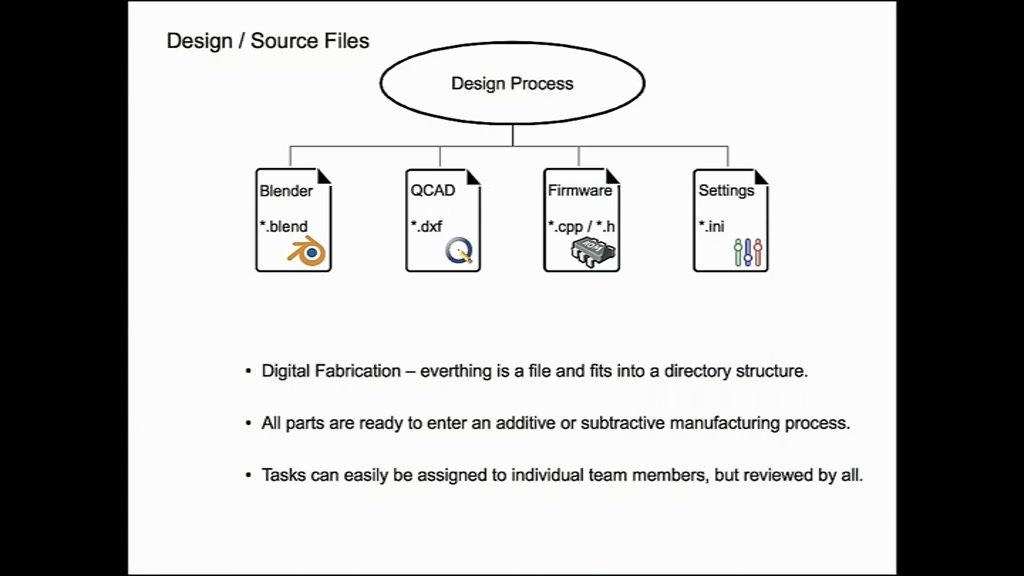 Design / Source Files
Design Process
Blender
*.blend
QCAD
*.dxf
Firmware
*.cpp / *.h
Settings
*.ini
• Digital Fabrication – everthing is a file and fits into a directory structure.
• All parts are ready to enter an additive or subtractive manufacturing process.
• Tasks can easily be assigned to individual team members, but reviewed by all.